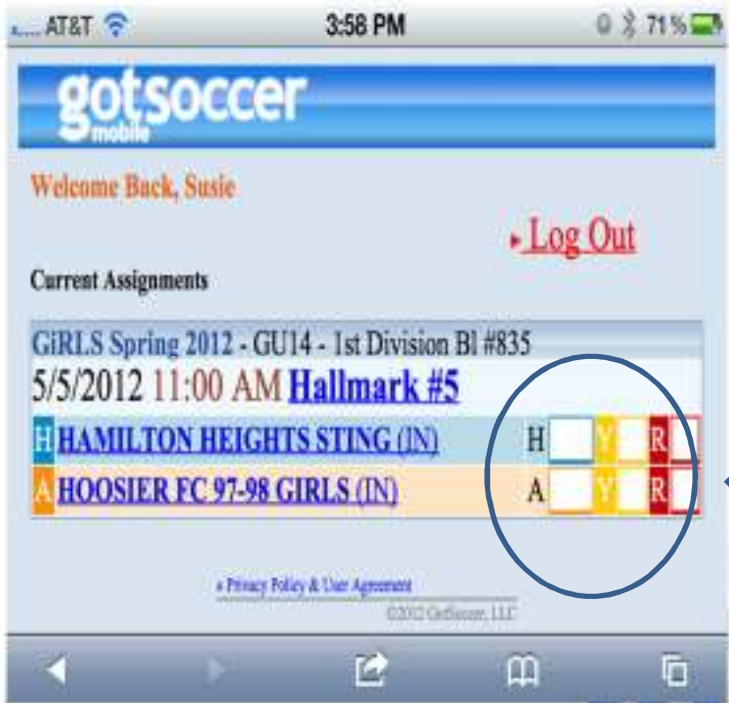 AT&T 3:58 PM 71%
gotsoccer
mobile
Welcome Back, Susie
Log Out
Current Assignments
GiRLS Spring 2012 - GU14 - 1st Division Bl #835
5/5/2012 11:00 AM Hallmark #5
H HAMILTON HEIGHTS STING (IN) H Y R
A HOOSIER FC 97-98 GIRLS (IN) A Y R
» Privacy Policy & User Agreement
©2012 GotSoccer, LLC